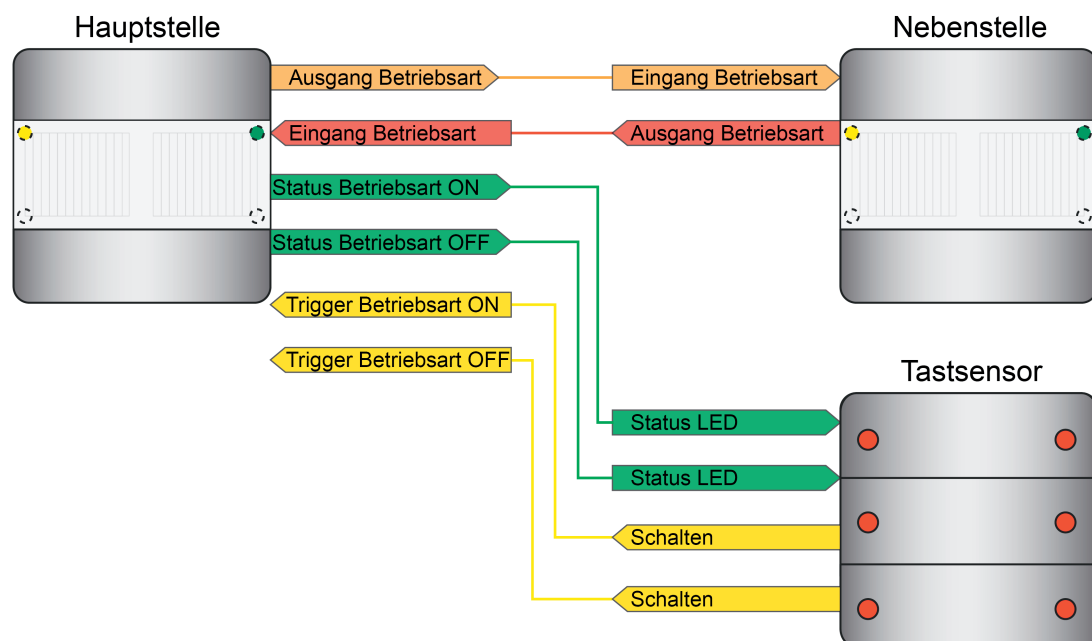 Hauptstelle
Nebenstelle
Ausgang Betriebsart
Eingang Betriebsart
Eingang Betriebsart
Ausgang Betriebsart
Status Betriebsart ON
Status Betriebsart OFF
Trigger Betriebsart ON
Trigger Betriebsart OFF
Tastsensor
Status LED
Status LED
Schalten
Schalten